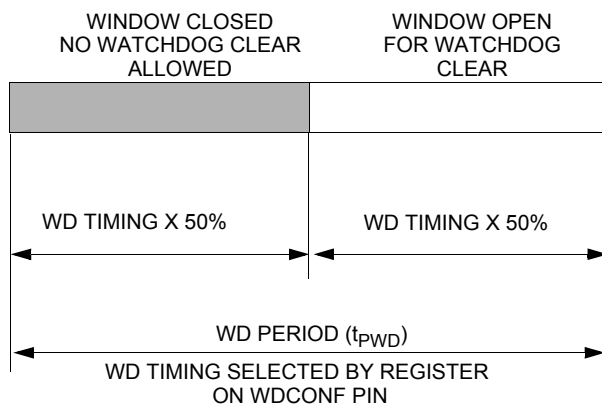 WINDOW CLOSED
NO WATCHDOG CLEAR
ALLOWED
WINDOW OPEN
FOR WATCHDOG
CLEAR
WD TIMING X 50%
WD TIMING X 50%
WD PERIOD (tPWD)
WD TIMING SELECTED BY REGISTER
ON WDCONF PIN